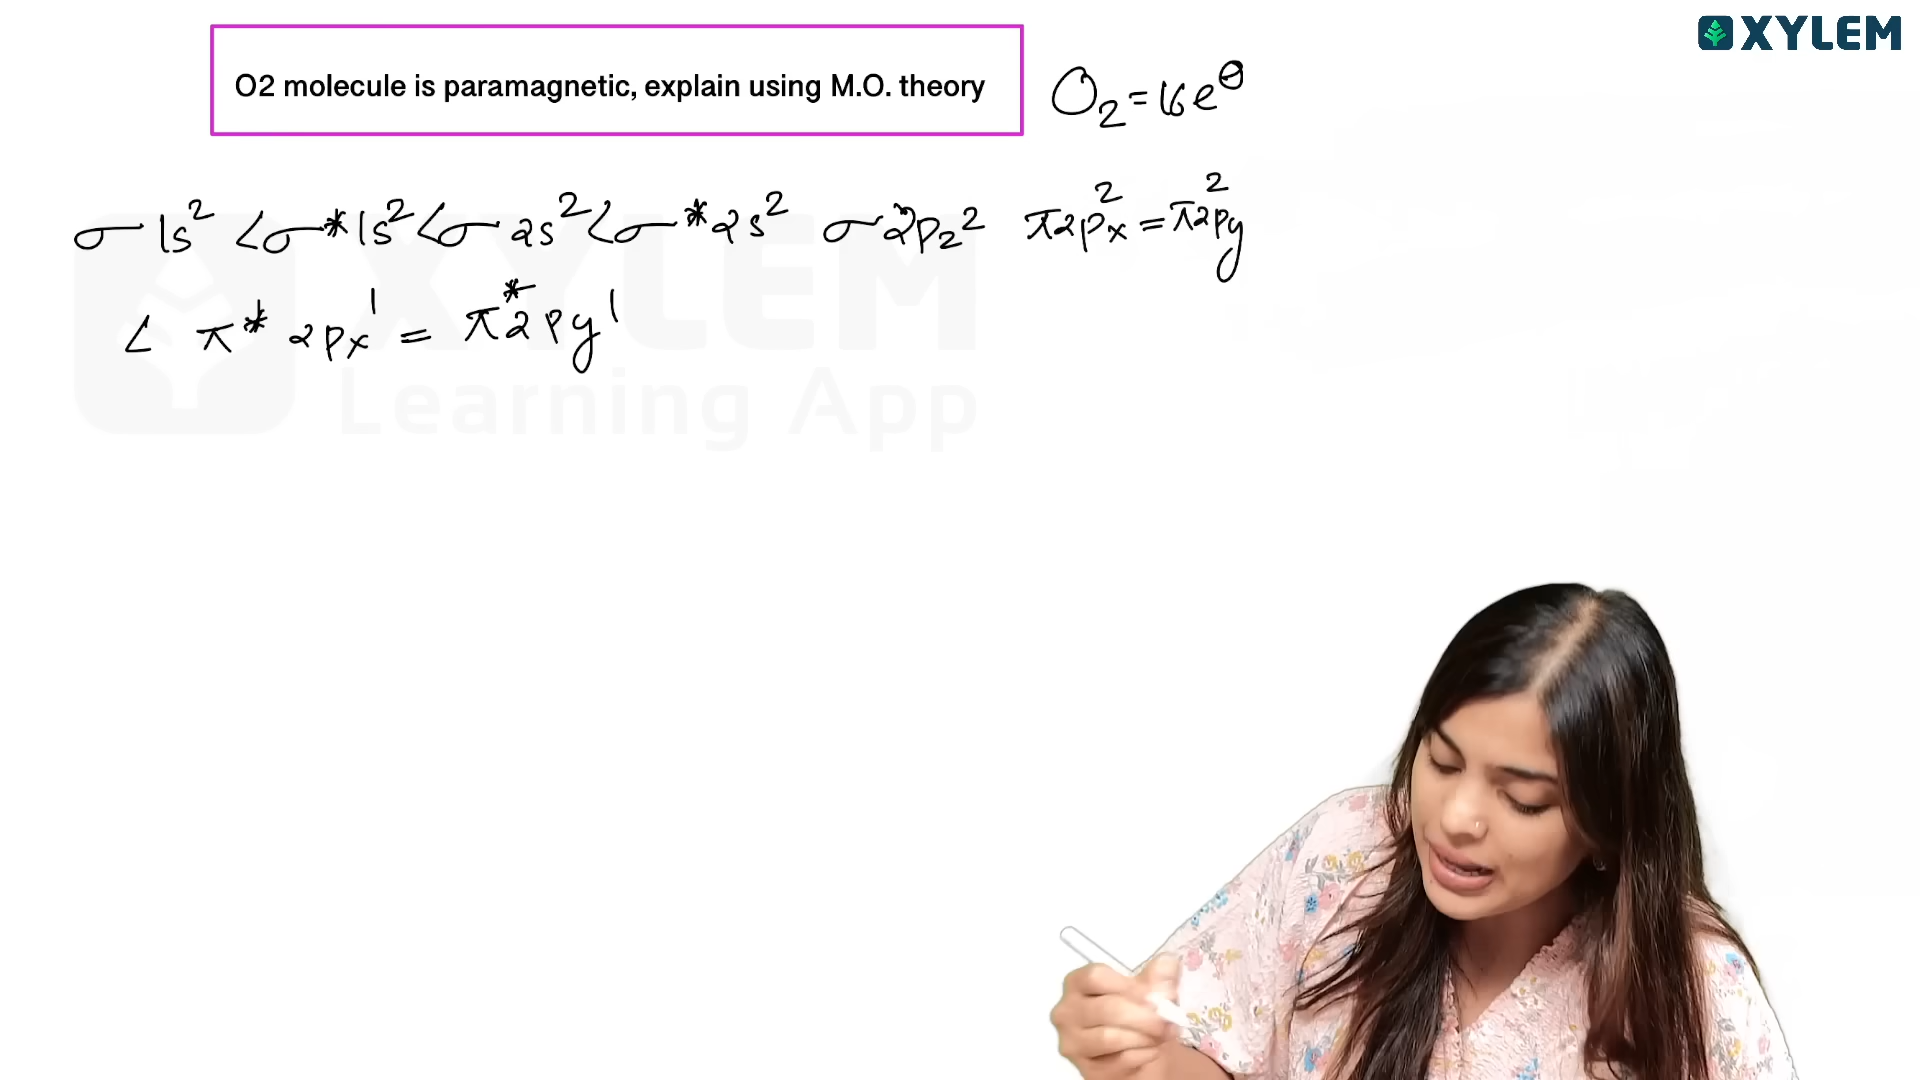 XYLEM
O2 molecule is paramagnetic, explain using M.O. theory
O₂ = 16e⊖
σ1s² <σ*1s² <σ2s² <σ*2s² σ2pz² π2px² = π2py²
< π*2px¹ = π*2py¹
XYLEM
Learning App